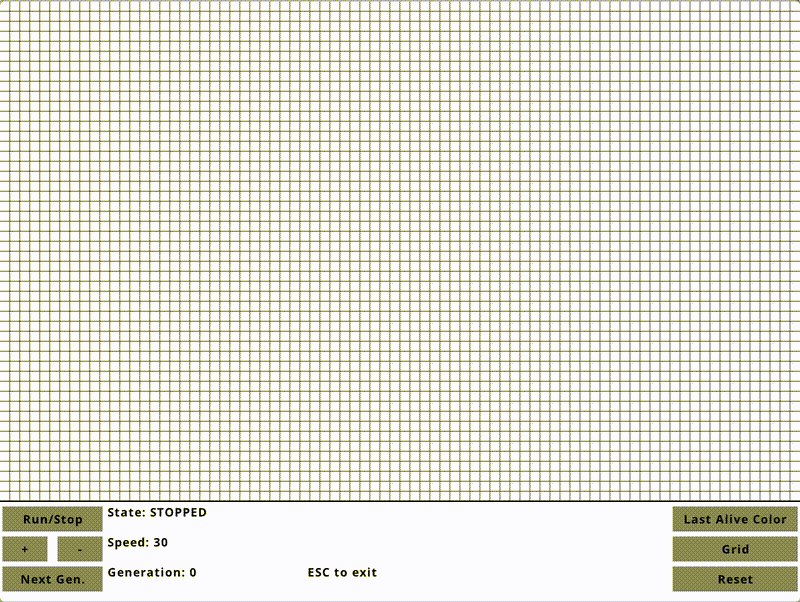 Run/Stop
State: STOPPED
Last Alive Color
+
-
Speed: 30
Grid
Next Gen.
Generation: 0
ESC to exit
Reset